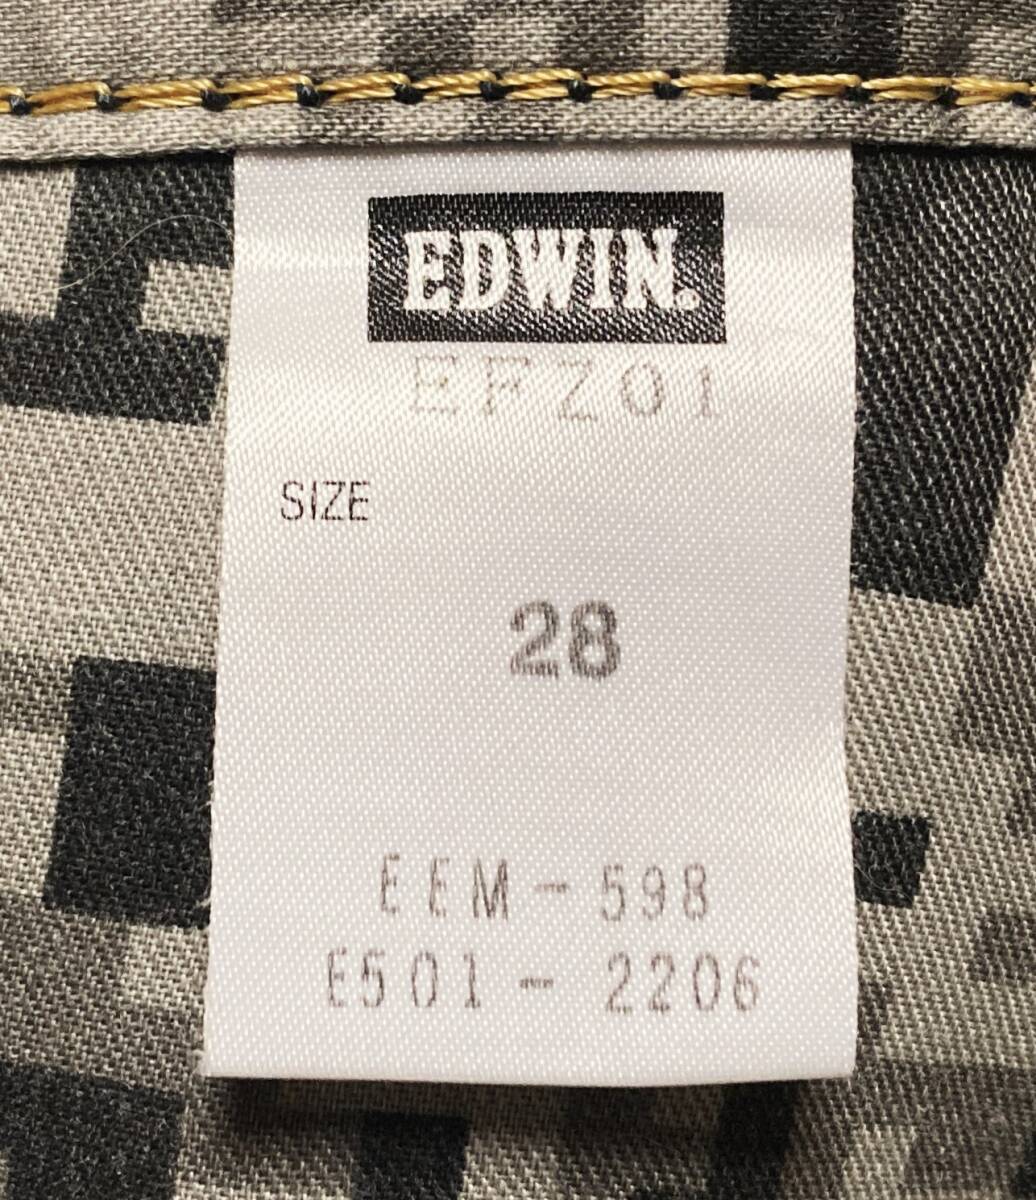 EDWIN.
EFZ01
SIZE
28
EEM-598
E501-2206